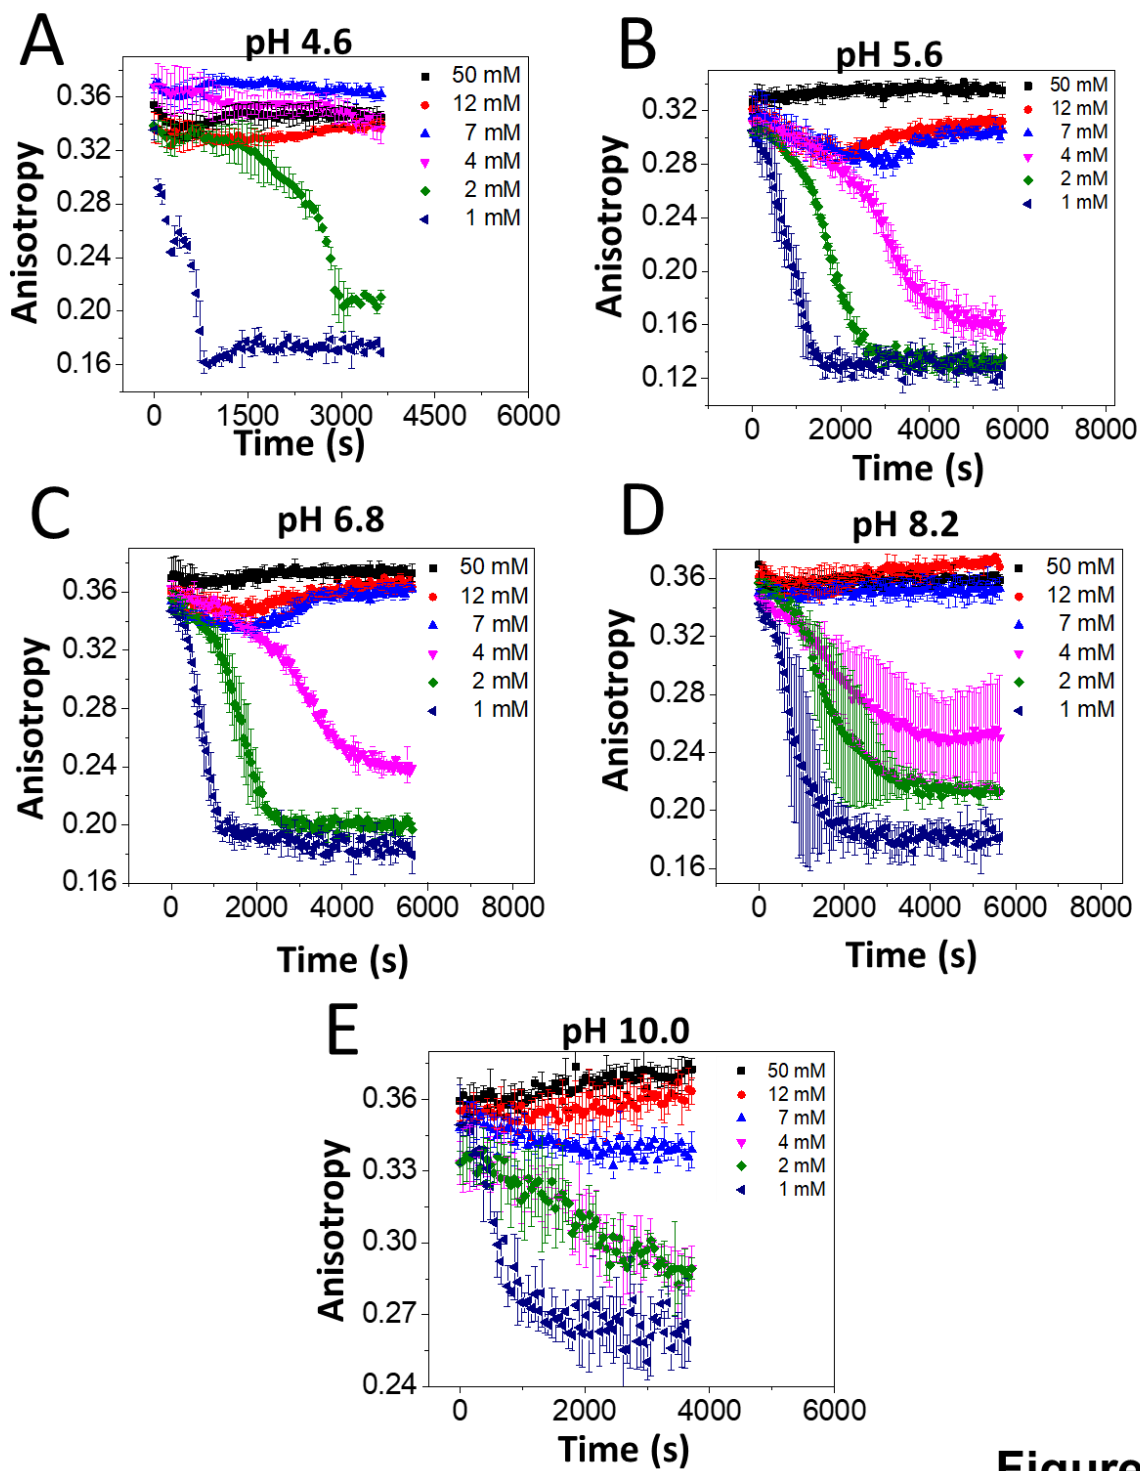 A
pH 4.6
0.36
0.32
0.28
0.24
0.20
0.16
Anisotropy
50 mM
12 mM
7 mM
4 mM
2 mM
1 mM
0
1500
3000
4500
6000
Time (s)
B
pH 5.6
0.32
0.28
0.24
0.20
0.16
0.12
Anisotropy
50 mM
12 mM
7 mM
4 mM
2 mM
1 mM
0
2000
4000
6000
8000
Time (s)
C
pH 6.8
0.36
0.32
0.28
0.24
0.20
0.16
Anisotropy
50 mM
12 mM
7 mM
4 mM
2 mM
1 mM
0
2000
4000
6000
8000
Time (s)
D
pH 8.2
0.36
0.32
0.28
0.24
0.20
0.16
Anisotropy
50 mM
12 mM
7 mM
4 mM
2 mM
1 mM
0
2000
4000
6000
8000
Time (s)
E
pH 10.0
0.36
0.33
0.30
0.27
0.24
Anisotropy
50 mM
12 mM
7 mM
4 mM
2 mM
1 mM
0
2000
4000
6000
Time (s)
Figure